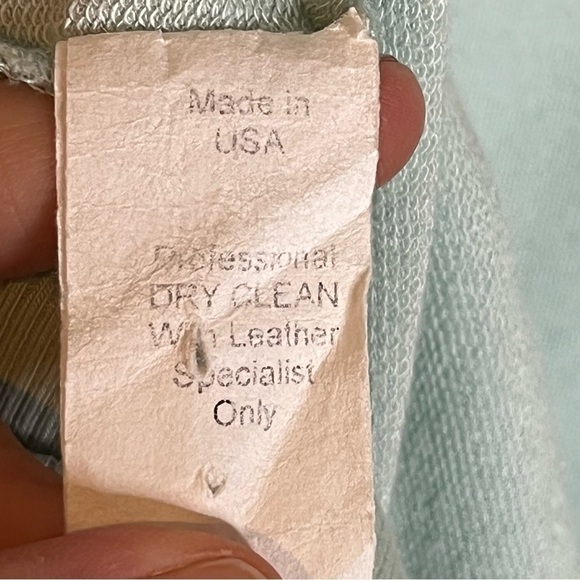 Made in
USA
Professional
DRY CLEAN
With Leather
Specialist
Only